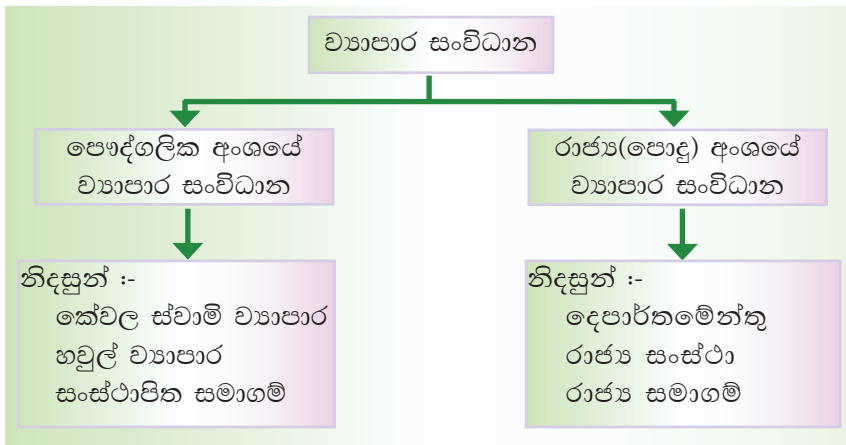 ව්‍යාපාර සංවිධාන
පෞද්ගලික අංශයේ
ව්‍යාපාර සංවිධාන
රාජ්‍ය(පොදු) අංශයේ
ව්‍යාපාර සංවිධාන
නිදසුන් :-
කේවල ස්වාමි ව්‍යාපාර
හවුල් ව්‍යාපාර
සංස්ථාපිත සමාගම්
නිදසුන් :-
දෙපාර්තමේන්තු
රාජ්‍ය සංස්ථා
රාජ්‍ය සමාගම්